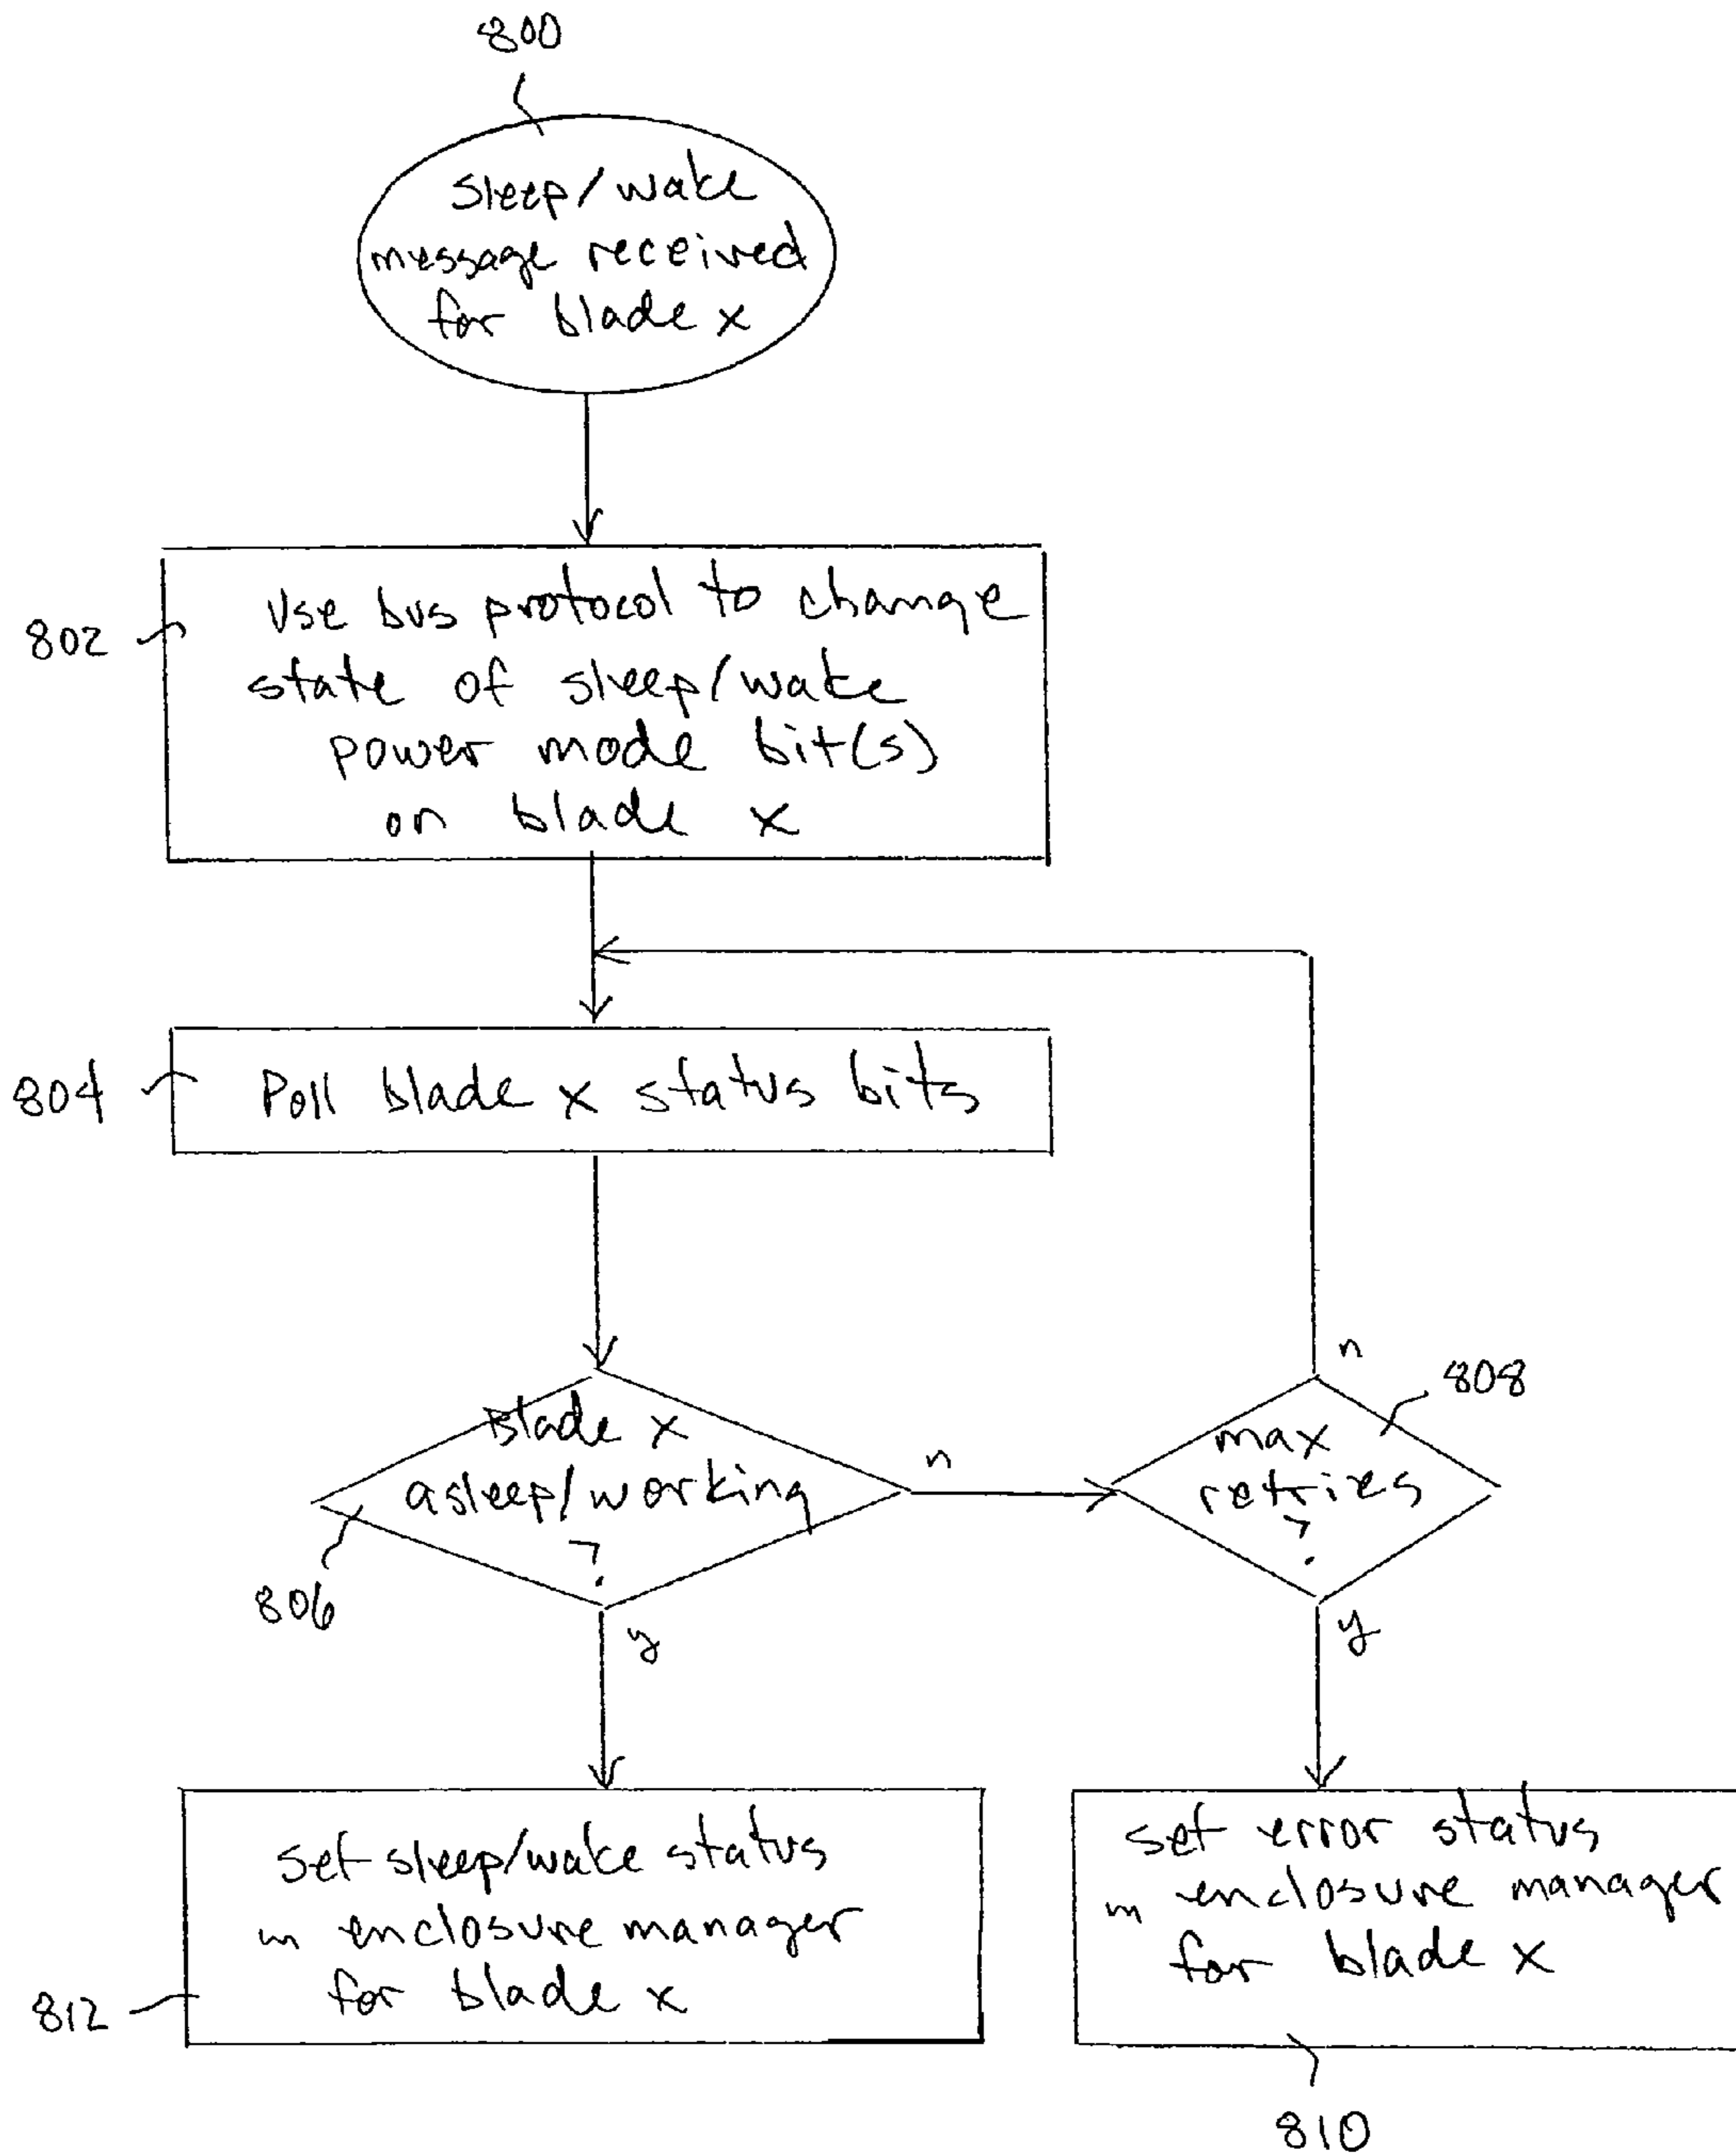 800
Sleep/wake
message received
for blade x
802
Use bus protocol to change
state of sleep/wake
power mode bit(s)
on blade x
804
Poll blade x status bits
n
808
Blade x
asleep/working
?
n
max
retries
?
806
y
y
set sleep/wake status
in enclosure manager
for blade x
812
set error status
in enclosure manager
for blade x
810